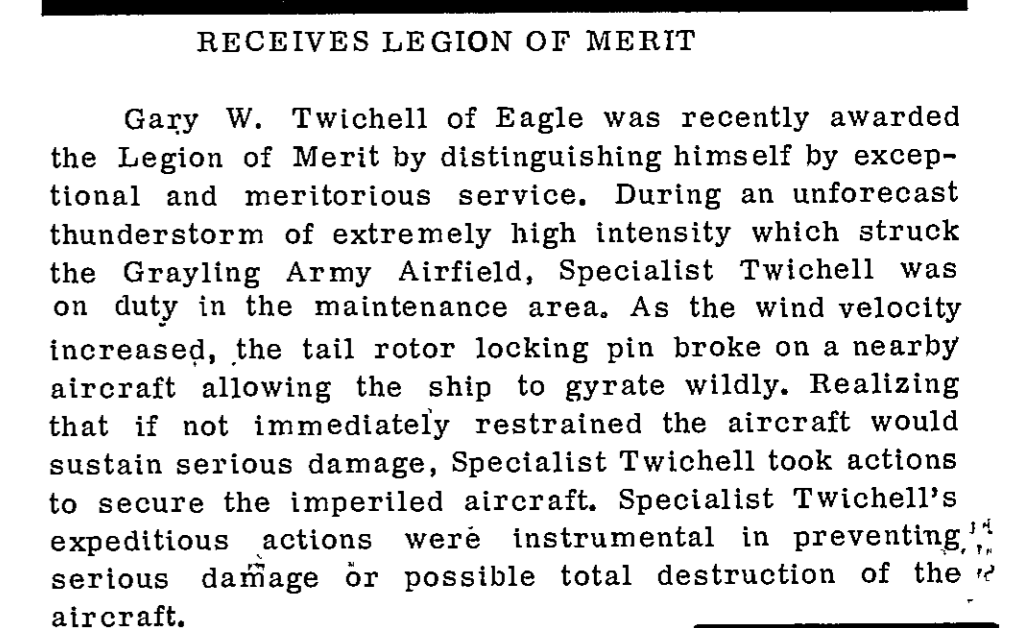 RECEIVES LEGION OF MERIT
Gary W. Twichell of Eagle was recently awarded
the Legion of Merit by distinguishing himself by excep-
tional and meritorious service. During an unforecast
thunderstorm of extremely high intensity which struck
the Grayling Army Airfield, Specialist Twichell was
on duty in the maintenance area. As the wind velocity
increased, the tail rotor locking pin broke on a nearby
aircraft allowing the ship to gyrate wildly. Realizing
that if not immediately restrained the aircraft would
sustain serious damage, Specialist Twichell took actions
to secure the imperiled aircraft. Specialist Twichell's
expeditious actions were instrumental in preventing
serious damage or possible total destruction of the
aircraft.